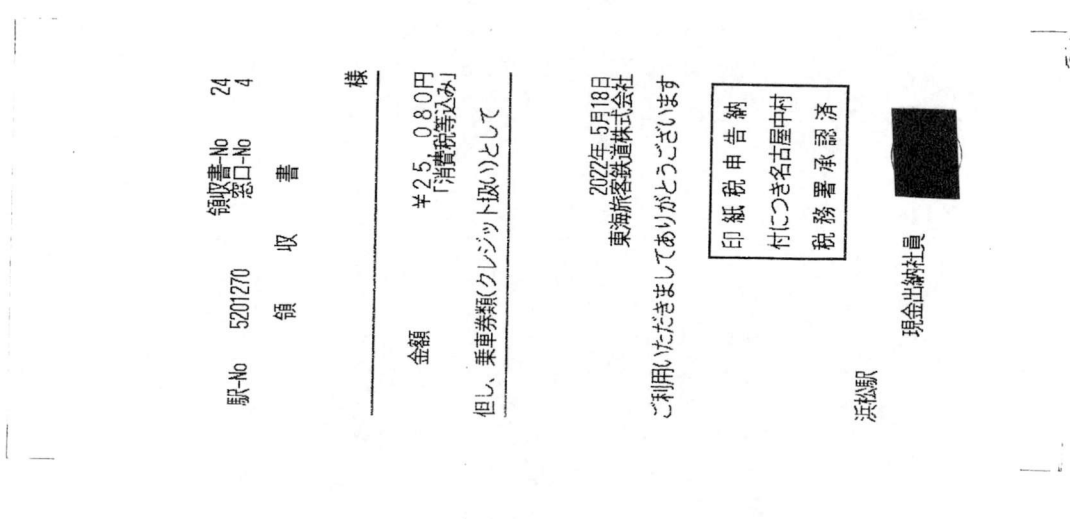 駅-No 5201270 領収書-No 24
窓口-No 4
領 収 書
様
金額 ¥25,080円
「消費税等込み」
但し、乗車券類(クレジット扱い)として
2022年 5月18日
東海旅客鉄道株式会社
ご利用いただきましてありがとうございます
印紙税申告納
付につき名古屋中村
税務署承認済
浜松駅 現金出納社員